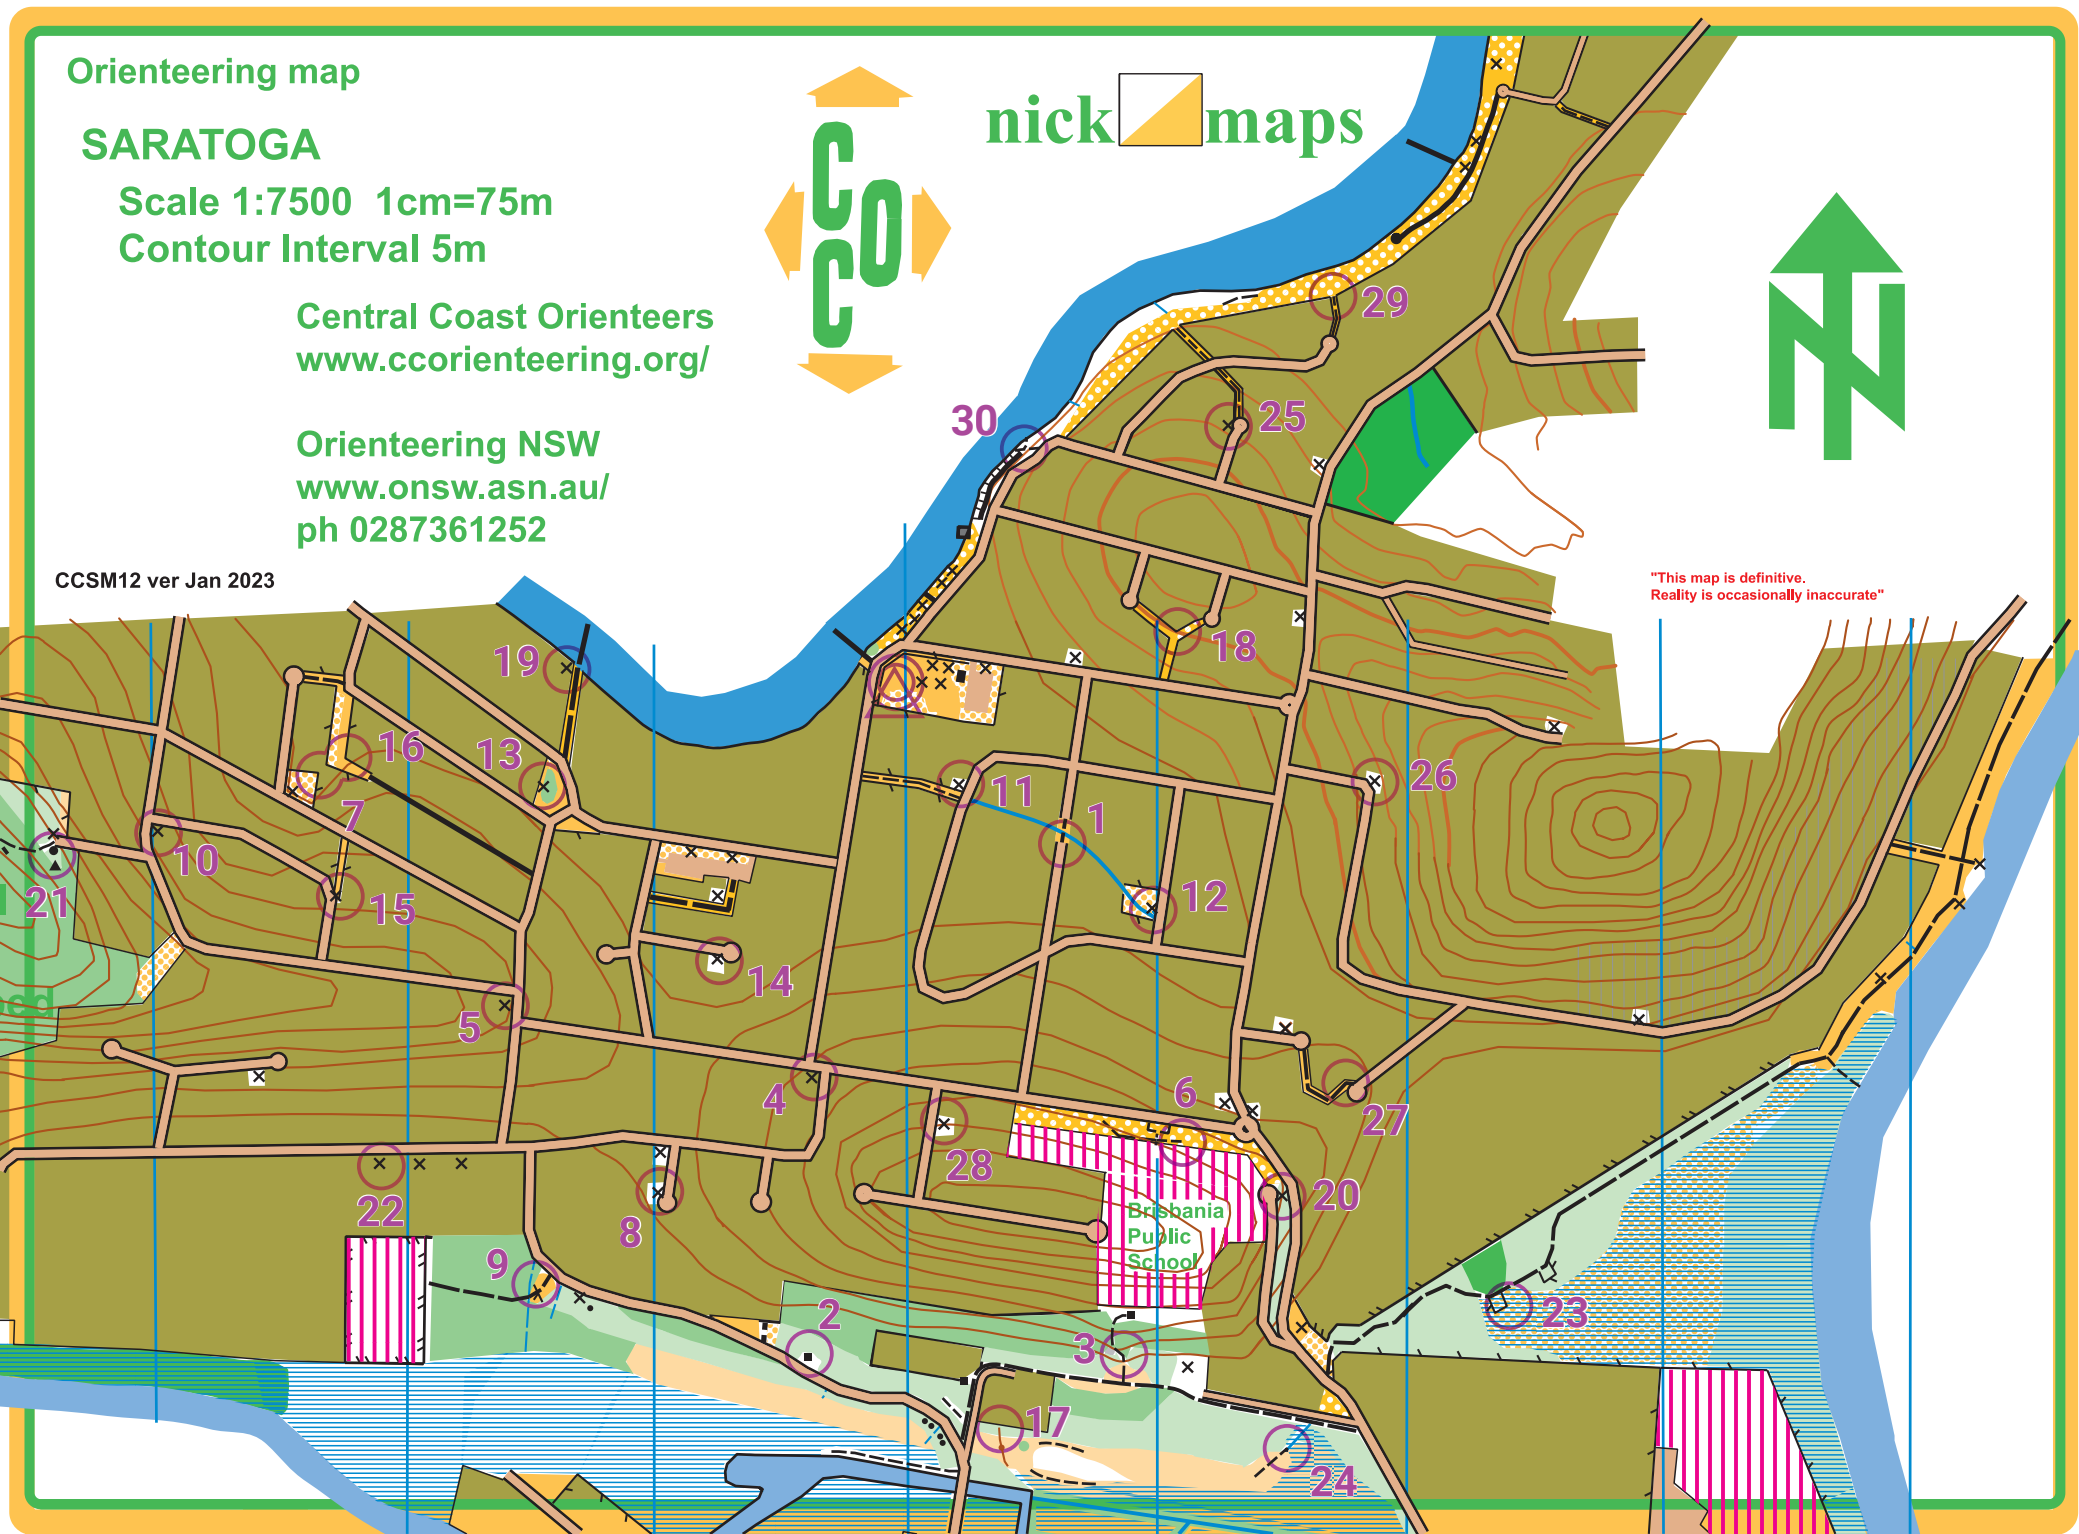 Orienteering map
SARATOGA
Scale 1:7500 1cm=75m
Contour Interval 5m
Central Coast Orienteers
www.ccorienteering.org/
Orienteering NSW
www.onsw.asn.au/
ph 0287361252
CCSM12 ver Jan 2023
CCOC
nick maps
N
"This map is definitive.
Reality is occasionally inaccurate"
29
30
25
18
19
16
13
7
11
1
26
10
21
15
12
14
5
4
6
27
28
20
22
8
Brisbania
Public
School
9
2
3
23
17
24